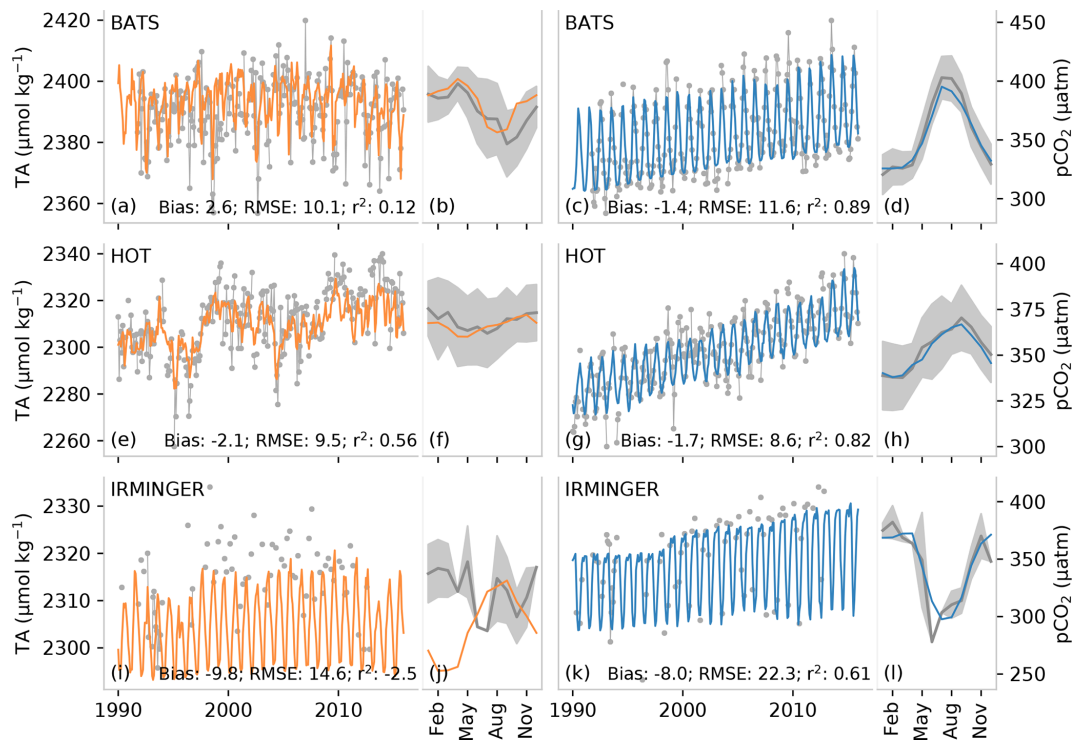 BATS
BATS
2420
2400
2380
2360
TA (µmol kg⁻¹)
(a) Bias: 2.6; RMSE: 10.1; r²: 0.12
(b)
(c) Bias: -1.4; RMSE: 11.6; r²: 0.89
(d)
450
400
350
300
pCO₂ (µatm)
HOT
HOT
2340
2320
2300
2280
2260
TA (µmol kg⁻¹)
(e) Bias: -2.1; RMSE: 9.5; r²: 0.56
(f)
(g) Bias: -1.7; RMSE: 8.6; r²: 0.82
(h)
400
375
350
325
300
pCO₂ (µatm)
IRMINGER
IRMINGER
2330
2320
2310
2300
TA (µmol kg⁻¹)
(i) Bias: -9.8; RMSE: 14.6; r²: -2.5
(j)
(k) Bias: -8.0; RMSE: 22.3; r²: 0.61
(l)
400
350
300
250
pCO₂ (µatm)
1990 2000 2010
Feb May Aug Nov
1990 2000 2010
Feb May Aug Nov